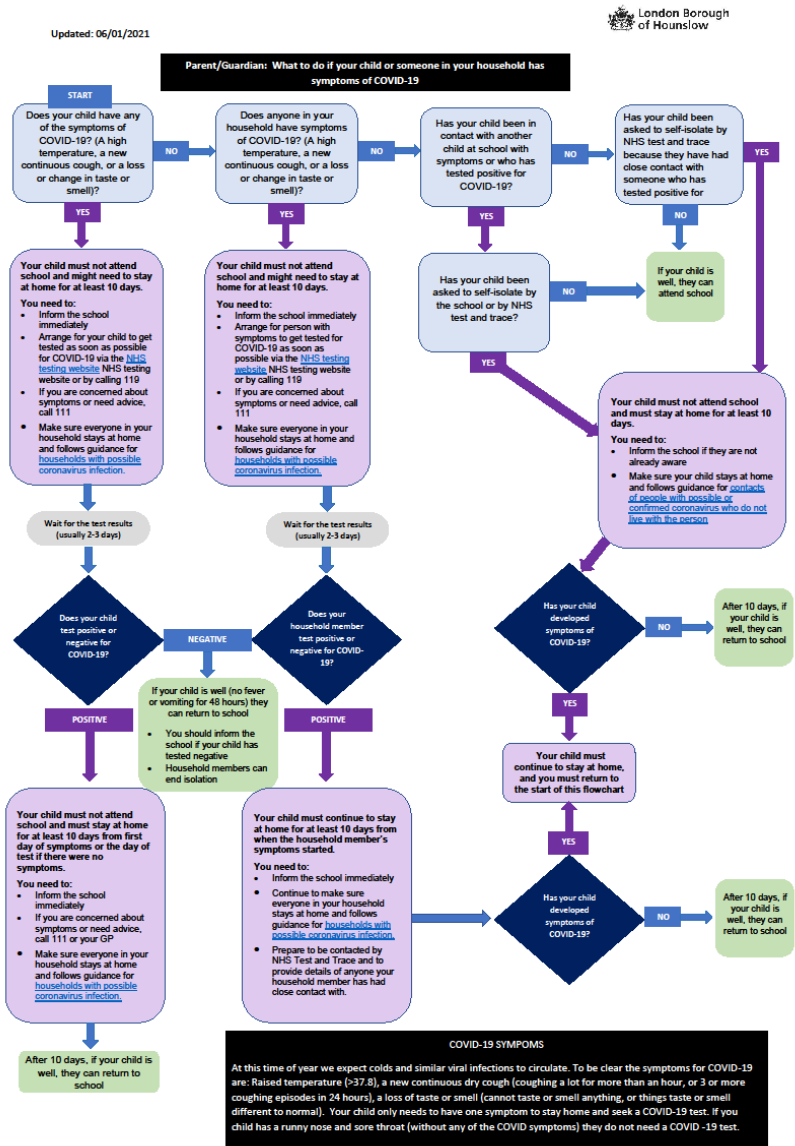 London Borough
of Hounslow
Updated: 06/01/2021
Parent/Guardian: What to do if your child or someone in your household has
symptoms of COVID-19
START
Does your child have any
of the symptoms of
COVID-19? (A high
temperature, a new
continuous cough, or a loss
or change in taste or
smell)?
NO
Does anyone in your
household have symptoms
of COVID-19? (A high
temperature, a new
continuous cough, or a loss
or change in taste or
smell)?
NO
Has your child been in
contact with another
child at school with
symptoms or who has
tested positive for
COVID-19?
NO
Has your child been
asked to self-isolate by
NHS test and trace
because they have had
close contact with
someone who has
tested positive for
YES
YES
YES
YES
NO
Your child must not attend
school and might need to stay
at home for at least 10 days.
You need to:
• Inform the school
immediately
• Arrange for your child to get
tested as soon as possible
for COVID-19 via the NHS
testing website NHS testing
website or by calling 119
• If you are concerned about
symptoms or need advice,
call 111
• Make sure everyone in your
household stays at home and
follows guidance for
households with possible
coronavirus infection.
Your child must not attend
school and might need to stay at
home for at least 10 days.
You need to:
• Inform the school immediately
• Arrange for person with
symptoms to get tested for
COVID-19 as soon as
possible via the NHS testing
website NHS testing website
or by calling 119
• If you are concerned about
symptoms or need advice, call
111
• Make sure everyone in your
household stays at home and
follows guidance for
households with possible
coronavirus infection.
Has your child been
asked to self-isolate by
the school or by NHS
test and trace?
NO
If your child is
well, they can
attend school
YES
Your child must not attend school
and must stay at home for at least 10
days.
You need to:
• Inform the school if they are not
already aware
• Make sure your child stays at home
and follows guidance for contacts
of people with possible or
confirmed coronavirus who do not
live with the person
Wait for the test results
(usually 2-3 days)
Wait for the test results
(usually 2-3 days)
Does your child
test positive or
negative for
COVID-19?
NEGATIVE
Does your
household member
test positive or
negative for COVID-
19?
Has your child
developed
symptoms of
COVID-19?
NO
After 10 days, if
your child is
well, they can
return to school
If your child is well (no fever
or vomiting for 48 hours) they
can return to school
• You should inform the
school if your child has
tested negative
• Household members can
end isolation
POSITIVE
POSITIVE
YES
Your child must
continue to stay at home,
and you must return to
the start of this flowchart
YES
Your child must not attend
school and must stay at home
for at least 10 days from first
day of symptoms or the day of
test if there were no
symptoms.
You need to:
• Inform the school
immediately
• If you are concerned about
symptoms or need advice,
call 111 or your GP
• Make sure everyone in your
household stays at home
and follows guidance for
households with possible
coronavirus infection.
Your child must continue to stay
at home for at least 10 days from
when the household member's
symptoms started.
You need to:
• Inform the school immediately
• Continue to make sure
everyone in your household
stays at home and follows
guidance for households with
possible coronavirus infection.
• Prepare to be contacted by
NHS Test and Trace and to
provide details of anyone your
household member has had
close contact with.
Has your child
developed
symptoms of
COVID-19?
NO
After 10 days, if
your child is
well, they can
return to school
After 10 days, if your child is
well, they can return to
school
COVID-19 SYMPOMS
At this time of year we expect colds and similar viral infections to circulate. To be clear the symptoms for COVID-19
are: Raised temperature (>37.8), a new continuous dry cough (coughing a lot for more than an hour, or 3 or more
coughing episodes in 24 hours), a loss of taste or smell (cannot taste or smell anything, or things taste or smell
different to normal). Your child only needs to have one symptom to stay home and seek a COVID-19 test. If you
child has a runny nose and sore throat (without any of the COVID symptoms) they do not need a COVID -19 test.